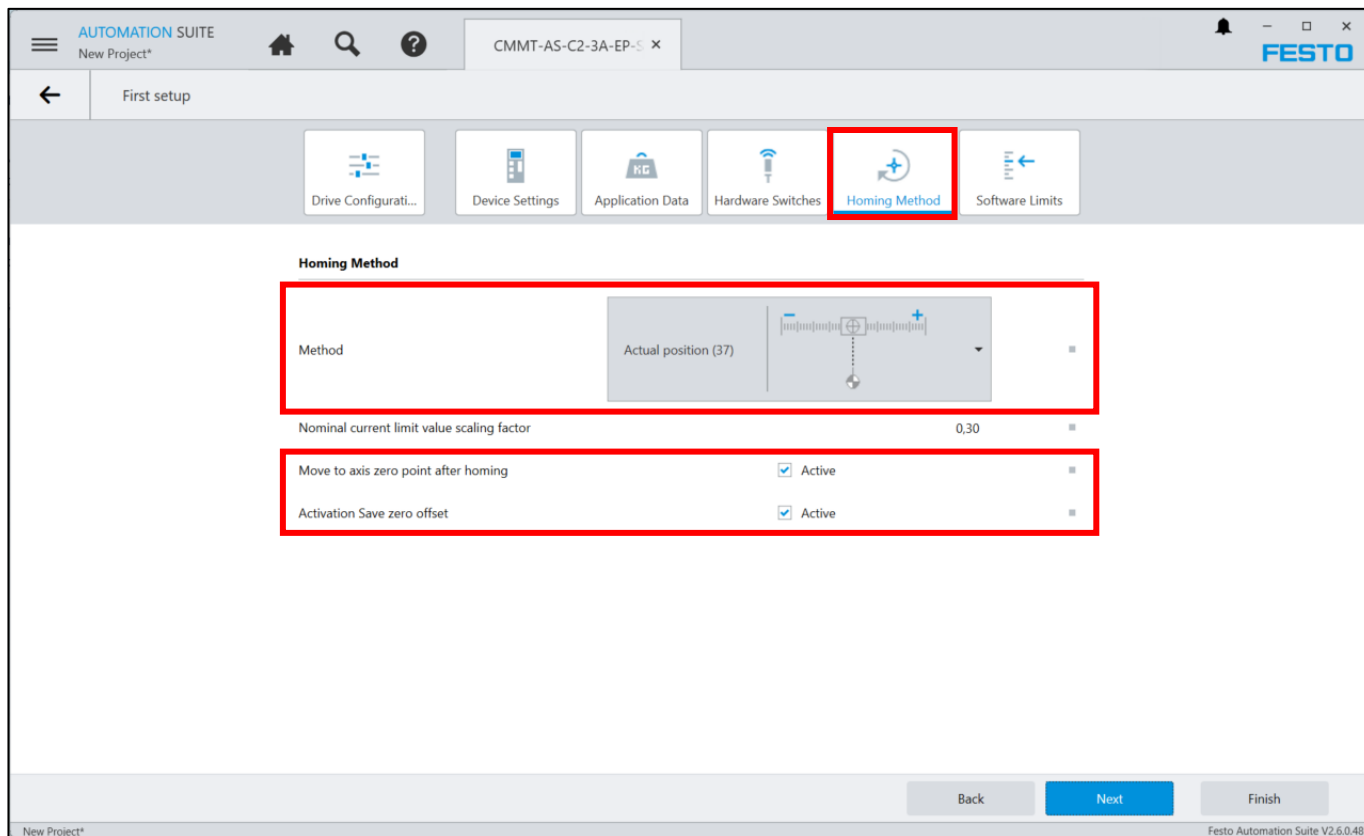 AUTOMATION SUITE
New Project*
CMMT-AS-C2-3A-EP-S
FESTO
First setup
Drive Configurati...
Device Settings
KG
Application Data
Hardware Switches
Homing Method
Software Limits
Homing Method
Method
Actual position (37)
Nominal current limit value scaling factor
0,30
Move to axis zero point after homing
Active
Activation Save zero offset
Active
Back
Next
Finish
New Project*
Festo Automation Suite V2.6.0.48